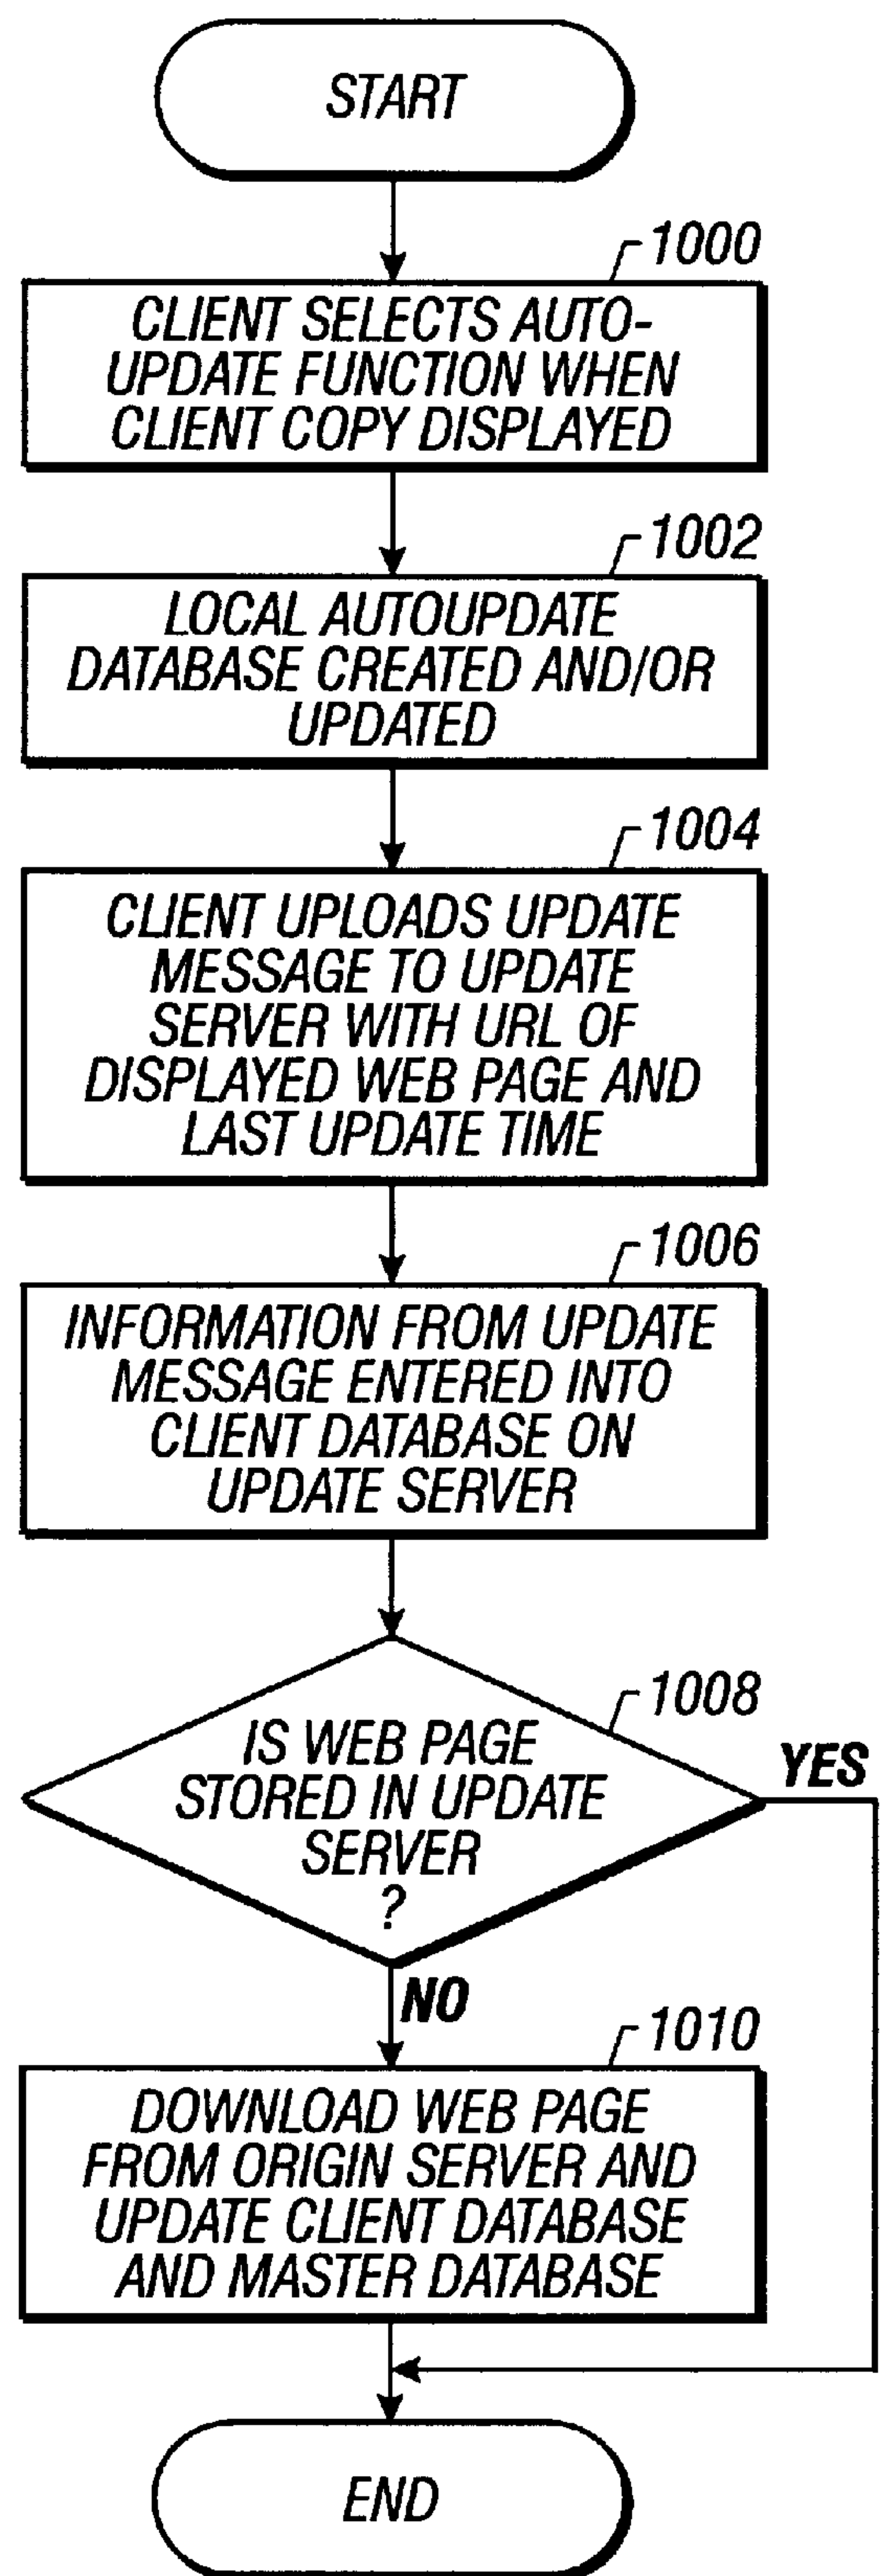 START
1000
CLIENT SELECTS AUTO-
UPDATE FUNCTION WHEN
CLIENT COPY DISPLAYED
1002
LOCAL AUTOUPDATE
DATABASE CREATED AND/OR
UPDATED
1004
CLIENT UPLOADS UPDATE
MESSAGE TO UPDATE
SERVER WITH URL OF
DISPLAYED WEB PAGE AND
LAST UPDATE TIME
1006
INFORMATION FROM UPDATE
MESSAGE ENTERED INTO
CLIENT DATABASE ON
UPDATE SERVER
1008
IS WEB PAGE
STORED IN UPDATE
SERVER
?
YES
NO
1010
DOWNLOAD WEB PAGE
FROM ORIGIN SERVER AND
UPDATE CLIENT DATABASE
AND MASTER DATABASE
END